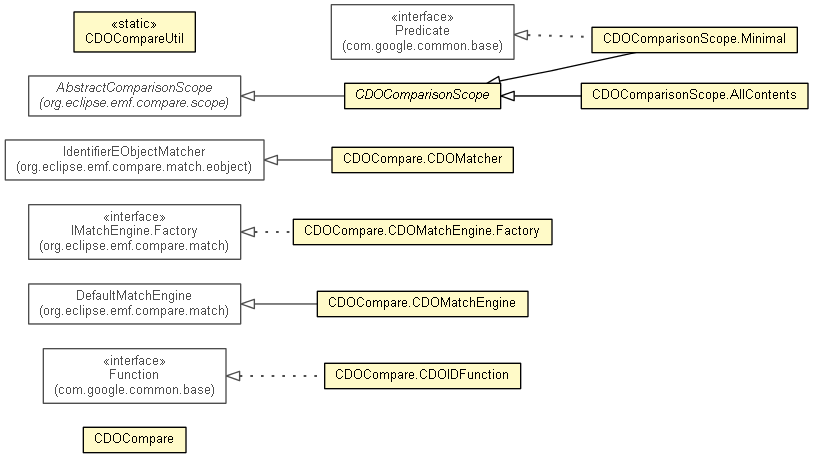 «static»
CDOCompareUtil
«interface»
Predicate
(com.google.common.base)
CDOComparisonScope.Minimal
AbstractComparisonScope
(org.eclipse.emf.compare.scope)
CDOComparisonScope
CDOComparisonScope.AllContents
IdentifierEObjectMatcher
(org.eclipse.emf.compare.match.eobject)
CDOCompare.CDOMatcher
«interface»
IMatchEngine.Factory
(org.eclipse.emf.compare.match)
CDOCompare.CDOMatchEngine.Factory
DefaultMatchEngine
(org.eclipse.emf.compare.match)
CDOCompare.CDOMatchEngine
«interface»
Function
(com.google.common.base)
CDOCompare.CDOIDFunction
CDOCompare